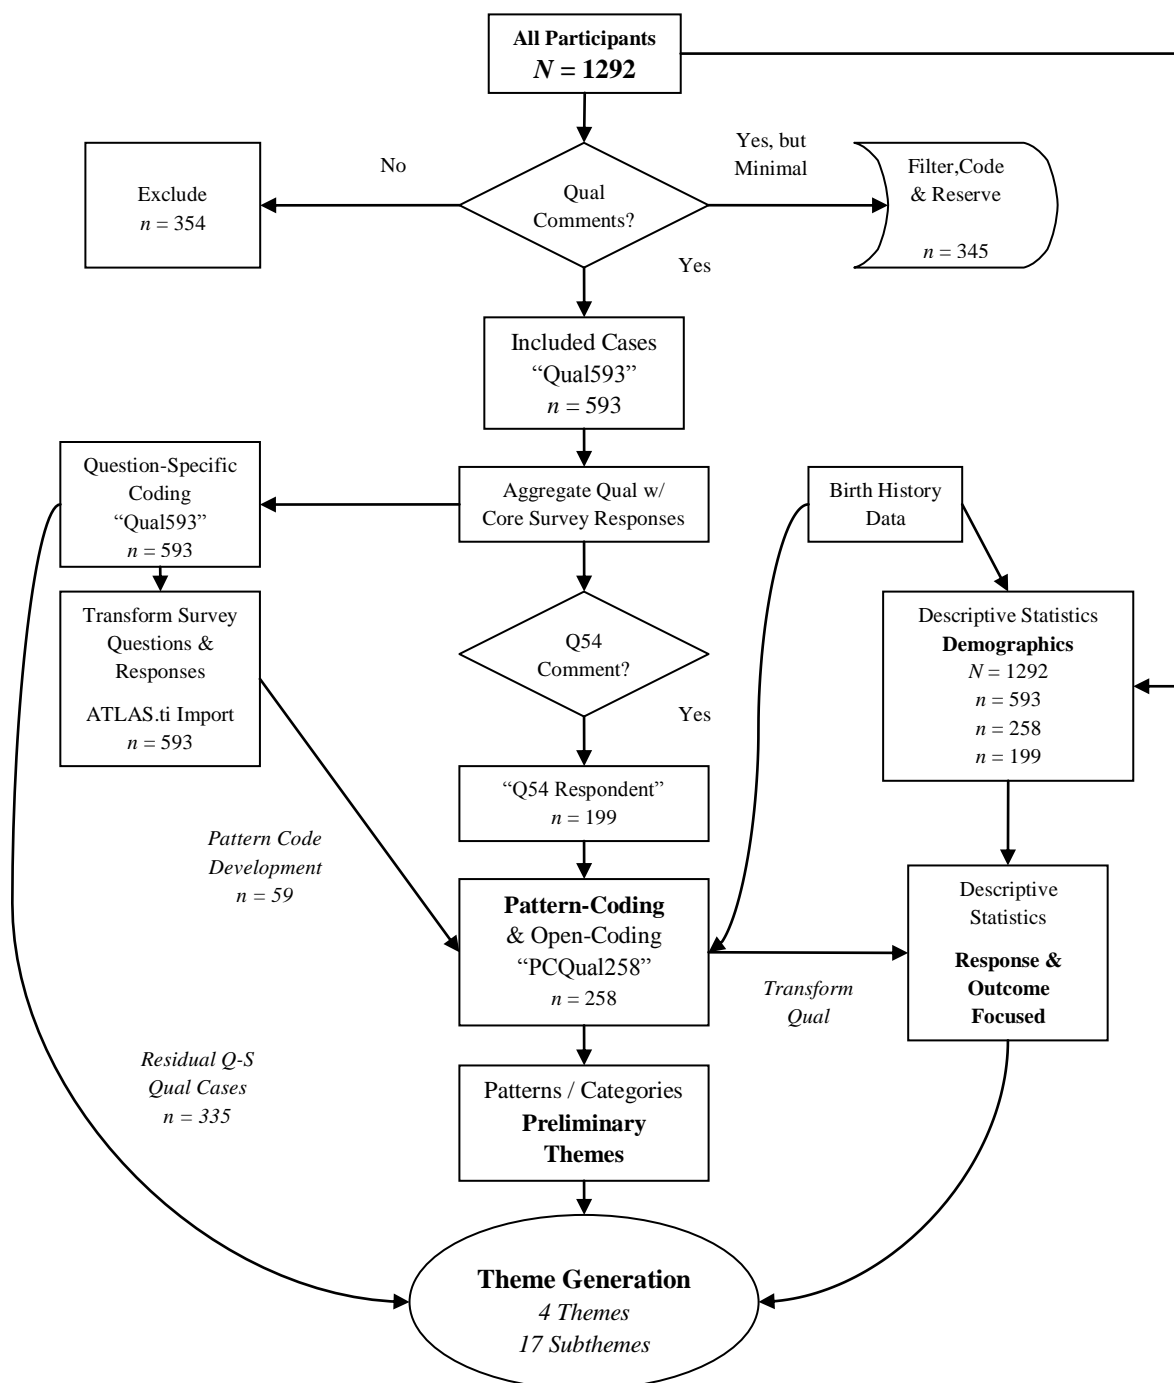 All Participants
N = 1292
No
Yes, but
Minimal
Exclude
n = 354
Qual
Comments?
Filter,Code
& Reserve
n = 345
Yes
Included Cases
“Qual593”
n = 593
Question-Specific
Coding
“Qual593”
n = 593
Aggregate Qual w/
Core Survey Responses
Birth History
Data
Transform Survey
Questions &
Responses
ATLAS.ti Import
n = 593
Q54
Comment?
Yes
Descriptive Statistics
Demographics
N = 1292
n = 593
n = 258
n = 199
“Q54 Respondent”
n = 199
Pattern Code
Development
n = 59
Pattern-Coding
& Open-Coding
“PCQual258”
n = 258
Transform
Qual
Descriptive
Statistics
Response &
Outcome
Focused
Residual Q-S
Qual Cases
n = 335
Patterns / Categories
Preliminary
Themes
Theme Generation
4 Themes
17 Subthemes